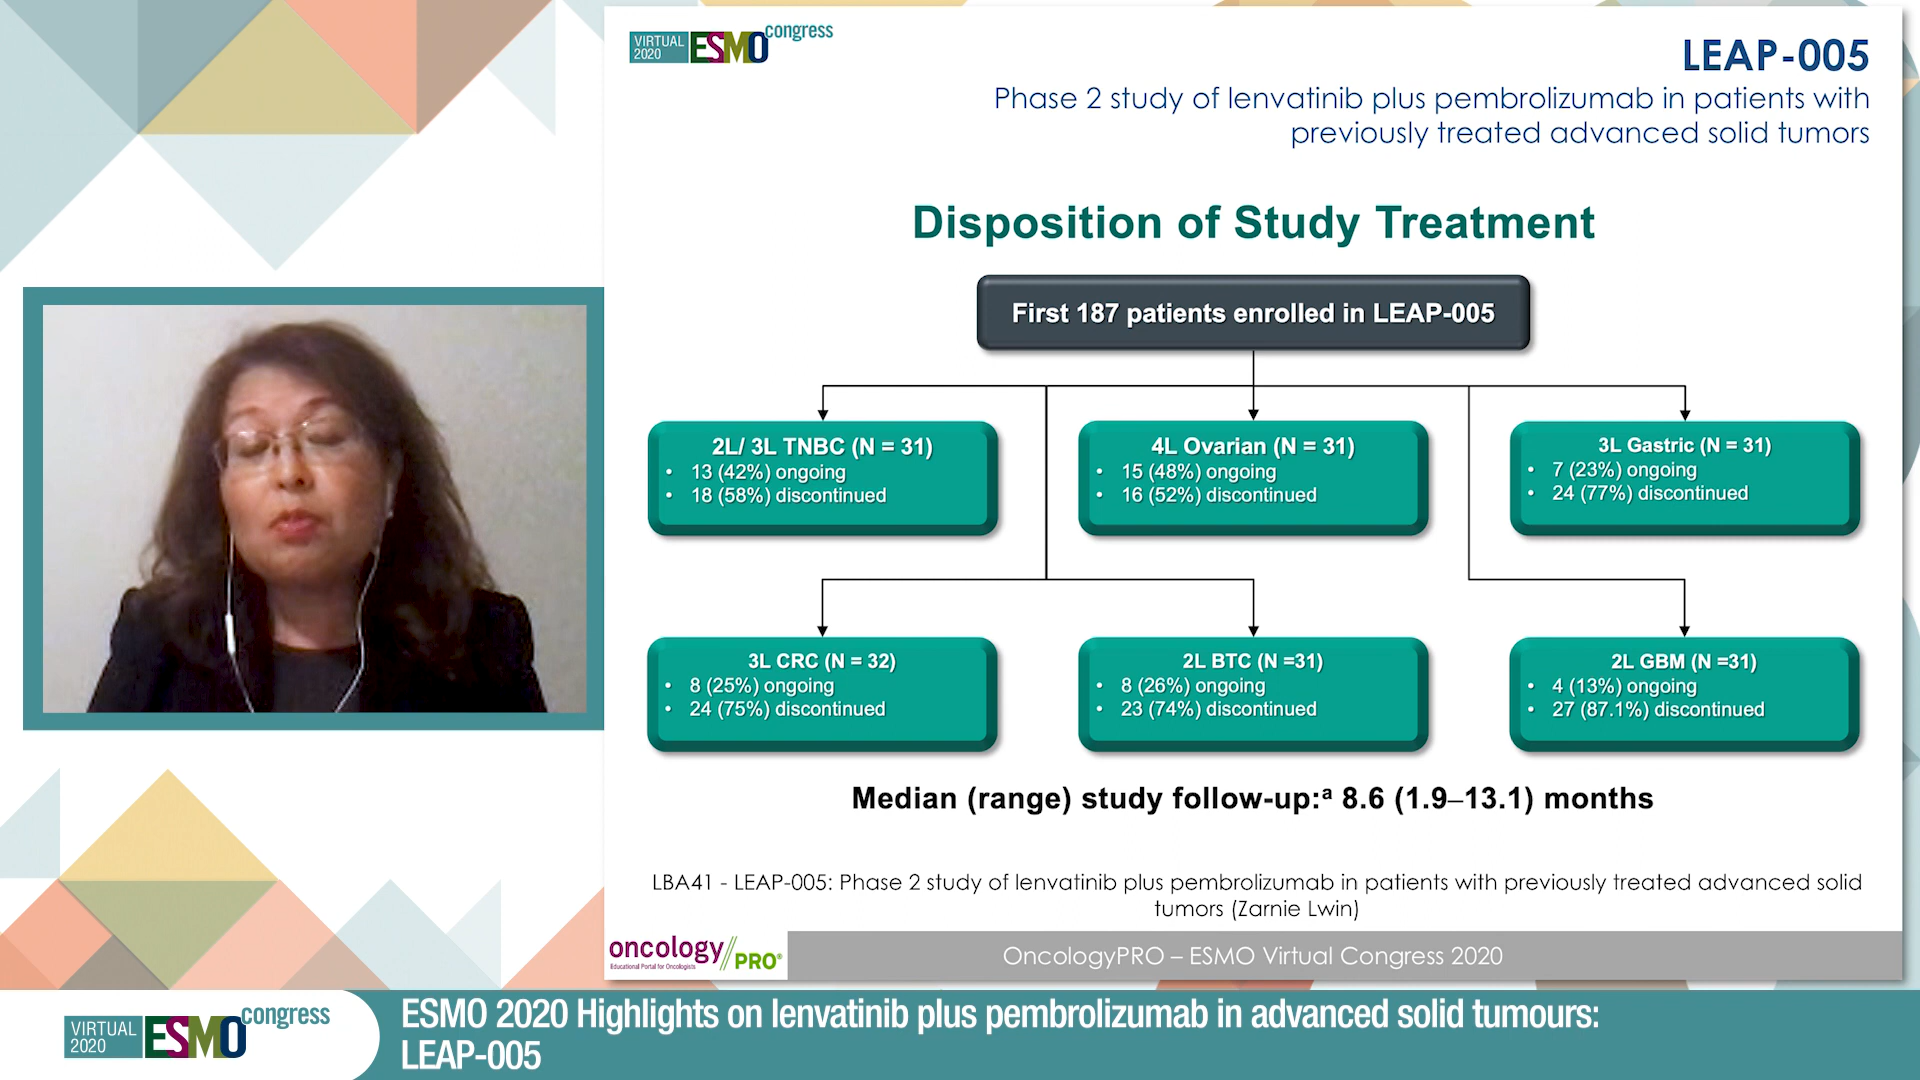 VIRTUAL
2020
ESMO
congress
LEAP-005
Phase 2 study of lenvatinib plus pembrolizumab in patients with
previously treated advanced solid tumors
Disposition of Study Treatment
First 187 patients enrolled in LEAP-005
2L/ 3L TNBC (N = 31)
• 13 (42%) ongoing
• 18 (58%) discontinued
4L Ovarian (N = 31)
• 15 (48%) ongoing
• 16 (52%) discontinued
3L Gastric (N = 31)
• 7 (23%) ongoing
• 24 (77%) discontinued
3L CRC (N = 32)
• 8 (25%) ongoing
• 24 (75%) discontinued
2L BTC (N =31)
• 8 (26%) ongoing
• 23 (74%) discontinued
2L GBM (N =31)
• 4 (13%) ongoing
• 27 (87.1%) discontinued
Median (range) study follow-up:ᵃ 8.6 (1.9–13.1) months
LBA41 - LEAP-005: Phase 2 study of lenvatinib plus pembrolizumab in patients with previously treated advanced solid
tumors (Zarnie Lwin)
oncology//PRO®
Educational Portal for Oncologists
OncologyPRO – ESMO Virtual Congress 2020
VIRTUAL
2020
ESMO
congress
ESMO 2020 Highlights on lenvatinib plus pembrolizumab in advanced solid tumours:
LEAP-005